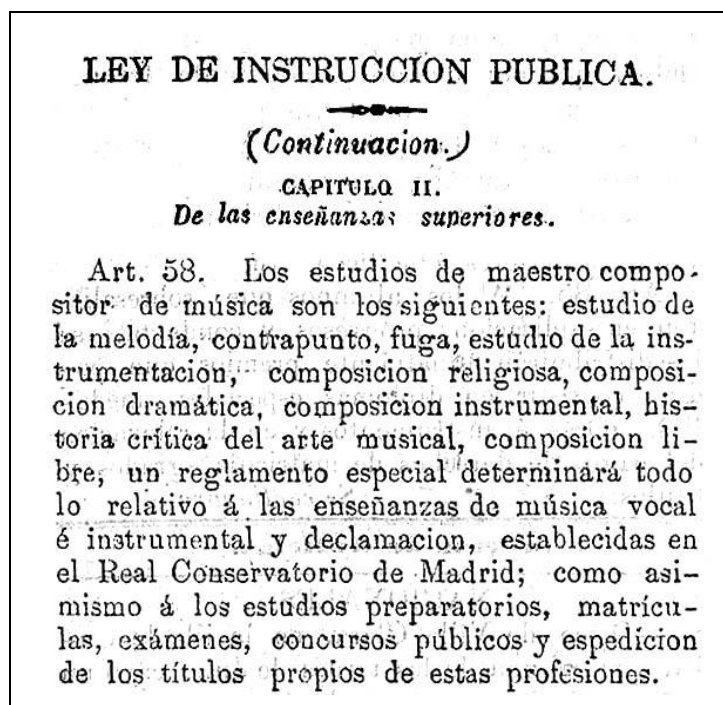 LEY DE INSTRUCCION PUBLICA.
(Continuacion.)
CAPITULO II.
De las enseñanzas superiores.
Art. 58. Los estudios de maestro compo-
sitor de música son los siguientes: estudio de
la melodía, contrapunto, fuga, estudio de la ins-
trumentacion, composicion religiosa, composi-
cion dramática, composicion instrumental, his-
toria crítica del arte musical, composicion li-
bre; un reglamento especial determinará todo
lo relativo á las enseñanzas de música vocal
é instrumental y declamacion, establecidas en
el Real Conservatorio de Madrid; como asi-
mismo á los estudios preparatorios, matrícu-
las, exámenes, concursos públicos y espedicion
de los títulos propios de estas profesiones.